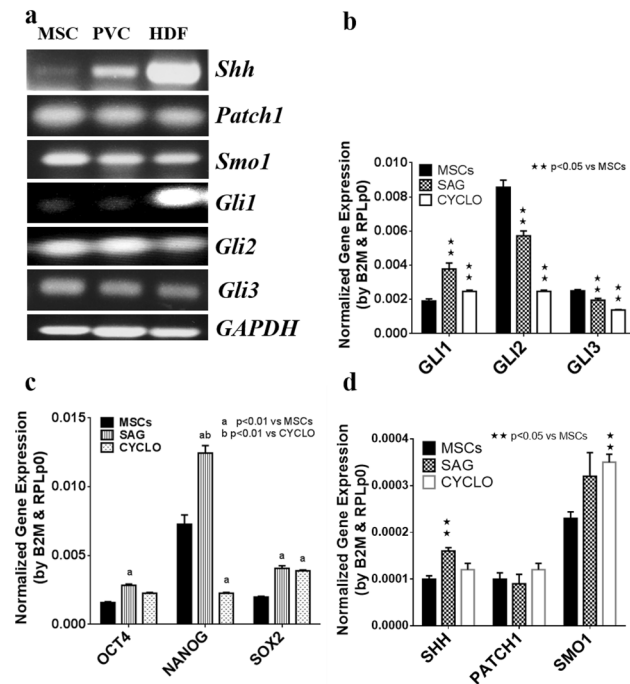 a
MSC PVC HDF
Shh
Patch1
Smo1
Gli1
Gli2
Gli3
GAPDH
b
Normalized Gene Expression
(by B2M & RPLp0)
0.010
0.008
0.006
0.004
0.002
0.000
MSCs
SAG
CYCLO
★★ p<0.05 vs MSCs
★★
★★
★★
★★
★★
★★
GLI1
GLI2
GLI3
c
Normalized Gene Expression
(by B2M & RPLp0)
0.015
0.010
0.005
0.000
MSCs
SAG
CYCLO
a p<0.01 vs MSCs
b p<0.01 vs CYCLO
a
ab
a
a
a
OCT4
NANOG
SOX2
d
Normalized Gene Expression
(by B2M & RPLp0)
0.0004
0.0003
0.0002
0.0001
0.0000
MSCs
SAG
CYCLO
★★ p<0.05 vs MSCs
★★
★★
SHH
PATCH1
SMO1